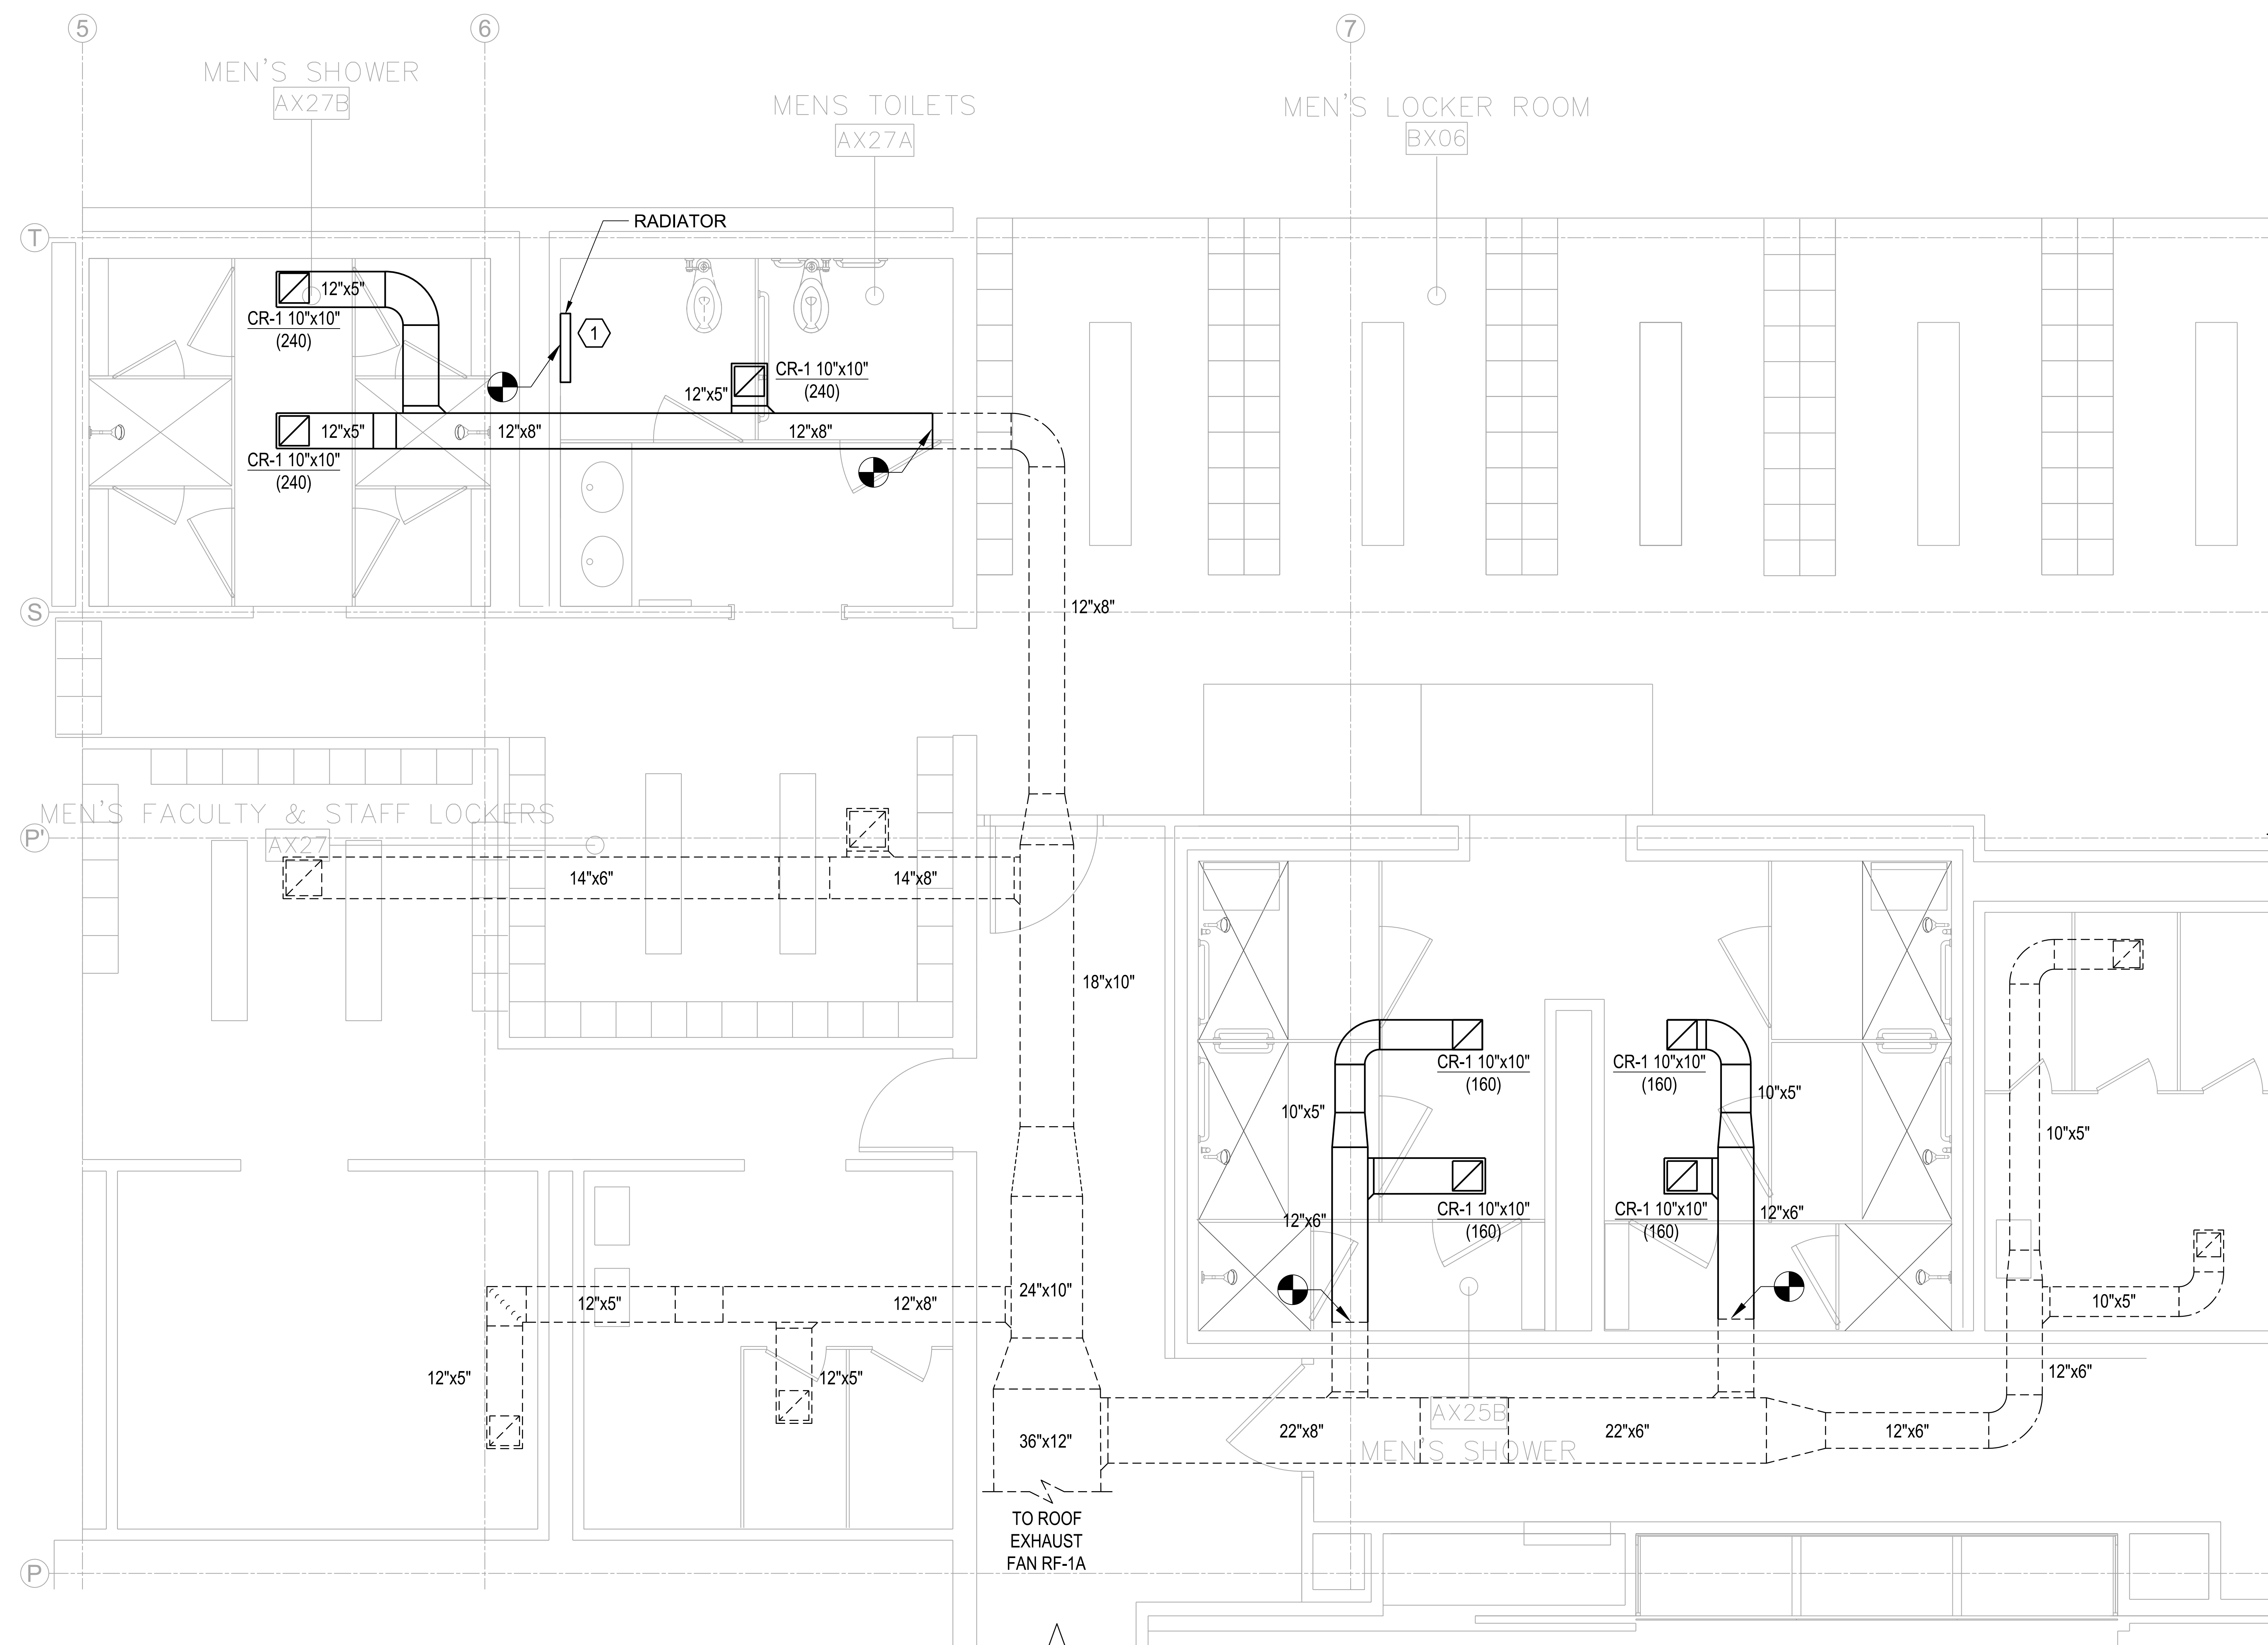 5
6
7
MEN'S SHOWER
AX27B
MENS TOILETS
AX27A
MEN'S LOCKER ROOM
BX06
T
RADIATOR
1
12"x5"
CR-1 10"x10"
(240)
12"x5"
CR-1 10"x10"
(240)
12"x5"
12"x8"
12"x8"
CR-1 10"x10"
(240)
S
12"x8"
MEN'S FACULTY & STAFF LOCKERS
P'
AX27
14"x6"
14"x8"
18"x10"
CR-1 10"x10"
(160)
CR-1 10"x10"
(160)
10"x5"
10"x5"
10"x5"
CR-1 10"x10"
(160)
CR-1 10"x10"
(160)
12"x6"
12"x6"
24"x10"
12"x5"
12"x8"
10"x5"
12"x5"
12"x5"
12"x6"
AX25B
MEN'S SHOWER
36"x12"
22"x8"
22"x6"
12"x6"
TO ROOF
EXHAUST
FAN RF-1A
P